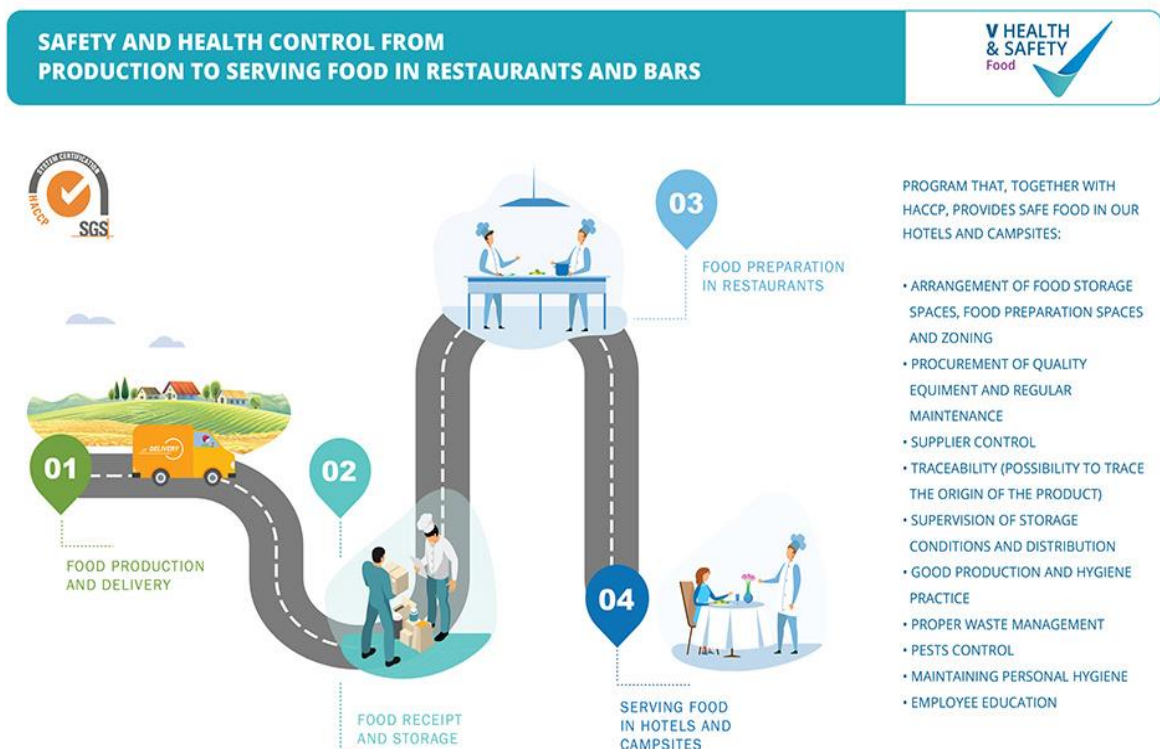 SAFETY AND HEALTH CONTROL FROM
PRODUCTION TO SERVING FOOD IN RESTAURANTS AND BARS
V HEALTH
& SAFETY
Food
SYSTEM CERTIFICATION
HACCP
SGS
03
FOOD PREPARATION
IN RESTAURANTS
01
DELIVERY
FOOD PRODUCTION
AND DELIVERY
02
FOOD RECEIPT
AND STORAGE
04
SERVING FOOD
IN HOTELS AND
CAMPSITES
PROGRAM THAT, TOGETHER WITH
HACCP, PROVIDES SAFE FOOD IN OUR
HOTELS AND CAMPSITES:
• ARRANGEMENT OF FOOD STORAGE
SPACES, FOOD PREPARATION SPACES
AND ZONING
• PROCUREMENT OF QUALITY
EQUIMENT AND REGULAR
MAINTENANCE
• SUPPLIER CONTROL
• TRACEABILITY (POSSIBILITY TO TRACE
THE ORIGIN OF THE PRODUCT)
• SUPERVISION OF STORAGE
CONDITIONS AND DISTRIBUTION
• GOOD PRODUCTION AND HYGIENE
PRACTICE
• PROPER WASTE MANAGEMENT
• PESTS CONTROL
• MAINTAINING PERSONAL HYGIENE
• EMPLOYEE EDUCATION